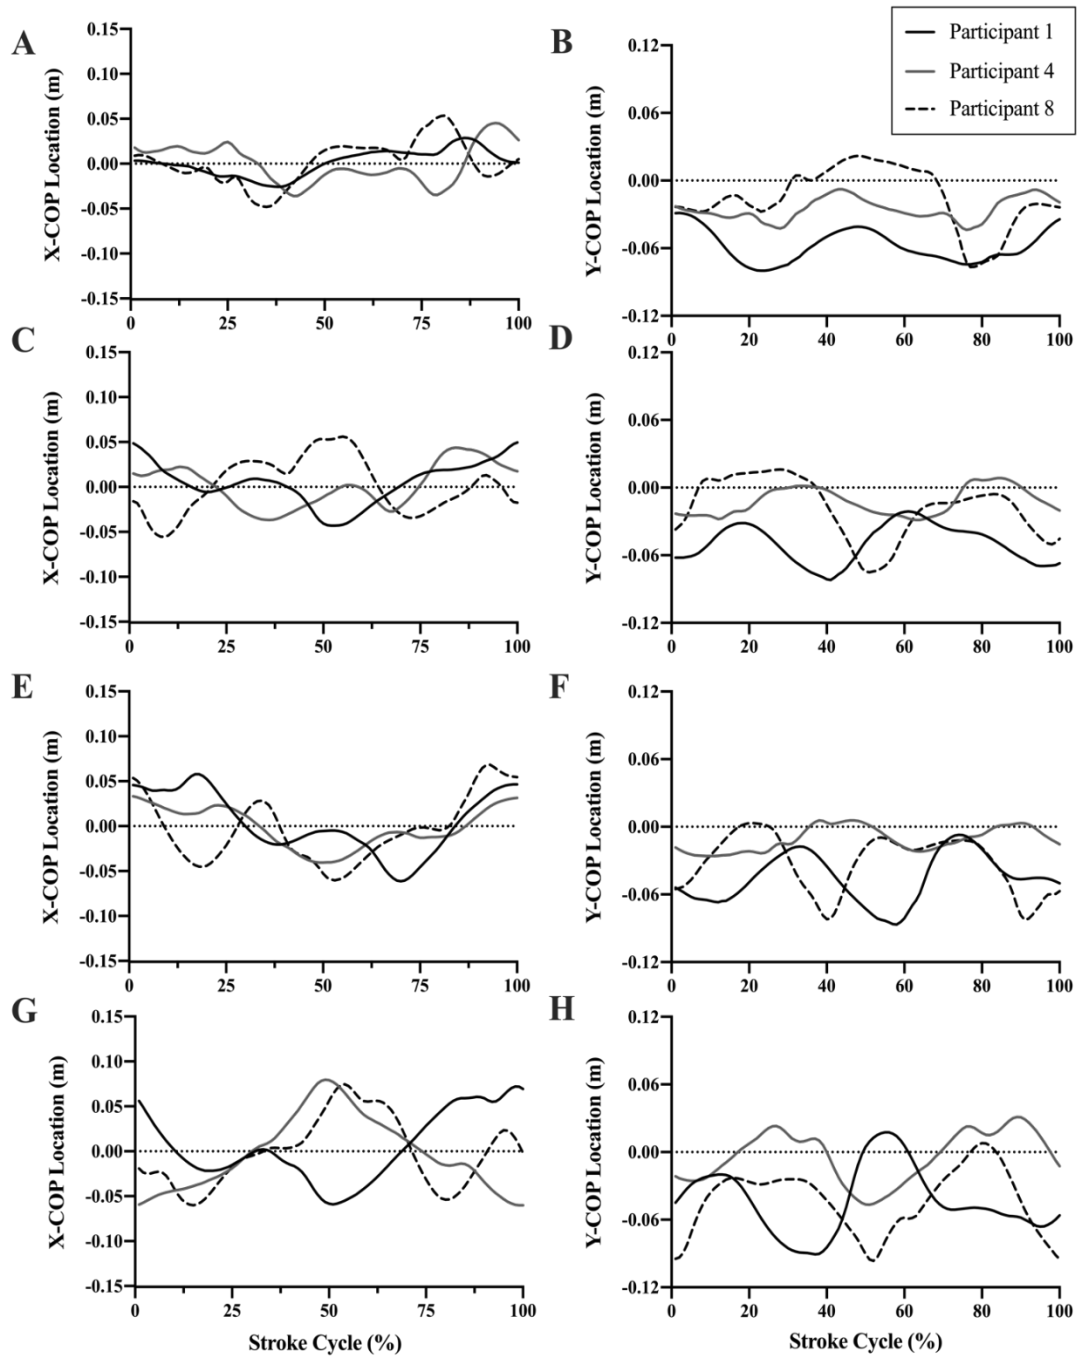 A
X-COP Location (m)
0.15
0.10
0.05
0.00
-0.05
-0.10
-0.15
0 25 50 75 100
B
Y-COP Location (m)
0.12
0.06
0.00
-0.06
-0.12
0 20 40 60 80 100
Participant 1
Participant 4
Participant 8
C
X-COP Location (m)
0.15
0.10
0.05
0.00
-0.05
-0.10
-0.15
0 25 50 75 100
D
Y-COP Location (m)
0.12
0.06
0.00
-0.06
-0.12
0 20 40 60 80 100
E
X-COP Location (m)
0.15
0.10
0.05
0.00
-0.05
-0.10
-0.15
0 25 50 75 100
F
Y-COP Location (m)
0.12
0.06
0.00
-0.06
-0.12
0 20 40 60 80 100
G
X-COP Location (m)
0.15
0.10
0.05
0.00
-0.05
-0.10
-0.15
0 25 50 75 100
Stroke Cycle (%)
H
Y-COP Location (m)
0.12
0.06
0.00
-0.06
-0.12
0 20 40 60 80 100
Stroke Cycle (%)